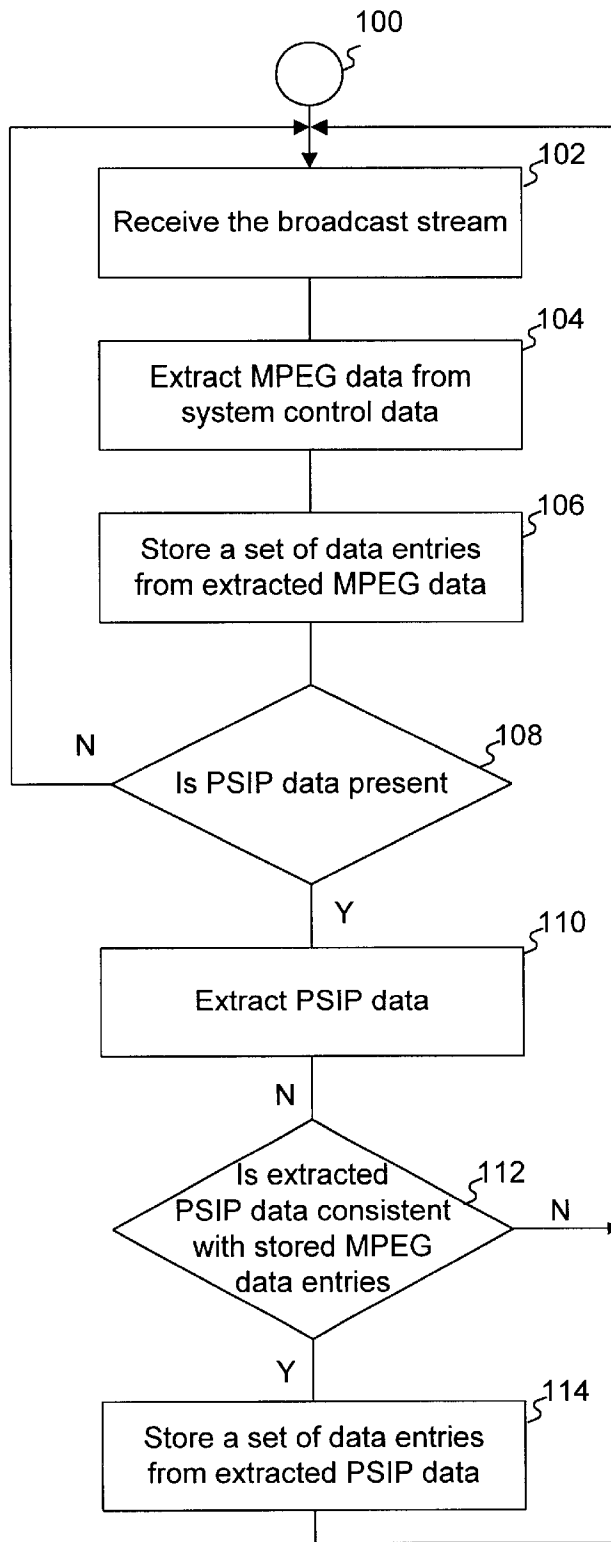 100
102
Receive the broadcast stream
104
Extract MPEG data from
system control data
106
Store a set of data entries
from extracted MPEG data
N
108
Is PSIP data present
Y
110
Extract PSIP data
N
Is extracted
112
PSIP data consistent
N
with stored MPEG
data entries
Y
114
Store a set of data entries
from extracted PSIP data